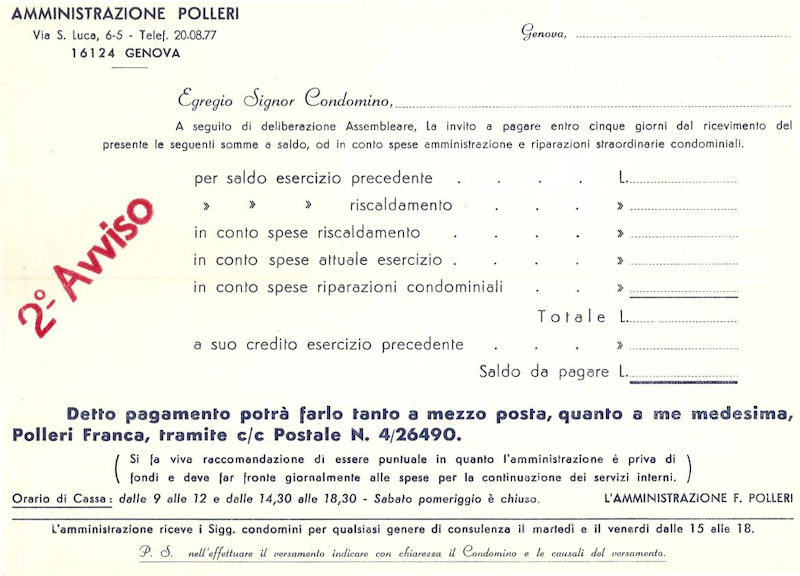 AMMINISTRAZIONE POLLERI
Via S. Luca, 6-5 - Telef. 20.08.77
16124 GENOVA
Genova,
Egregio Signor Condomino,
A seguito di deliberazione Assembleare, La invito a pagare entro cinque giorni dal ricevimento del
presente le seguenti somme a saldo, od in conto spese amministrazione e riparazioni straordinarie condominiali.
per saldo esercizio precedente . . . . L.
» » » riscaldamento . . . »
in conto spese riscaldamento . . . . »
in conto spese attuale esercizio . . . . »
in conto spese riparazioni condominiali . . »
Totale L.
a suo credito esercizio precedente . . . »
Saldo da pagare L.
2º- Avviso
Detto pagamento potrà farlo tanto a mezzo posta, quanto a me medesima,
Polleri Franca, tramite c/c Postale N. 4/26490.
( Si fa viva raccomandazione di essere puntuale in quanto l'amministrazione è priva di
fondi e deve far fronte giornalmente alle spese per la continuazione dei servizi interni. )
Orario di Cassa : dalle 9 alle 12 e dalle 14,30 alle 18,30 - Sabato pomeriggio è chiuso. L'AMMINISTRAZIONE F. POLLERI
L'amministrazione riceve i Sigg. condomini per qualsiasi genere di consulenza il martedì e il venerdì dalle 15 alle 18.
P. S. nell'effettuare il versamento indicare con chiarezza il Condomino e le causali del versamento.